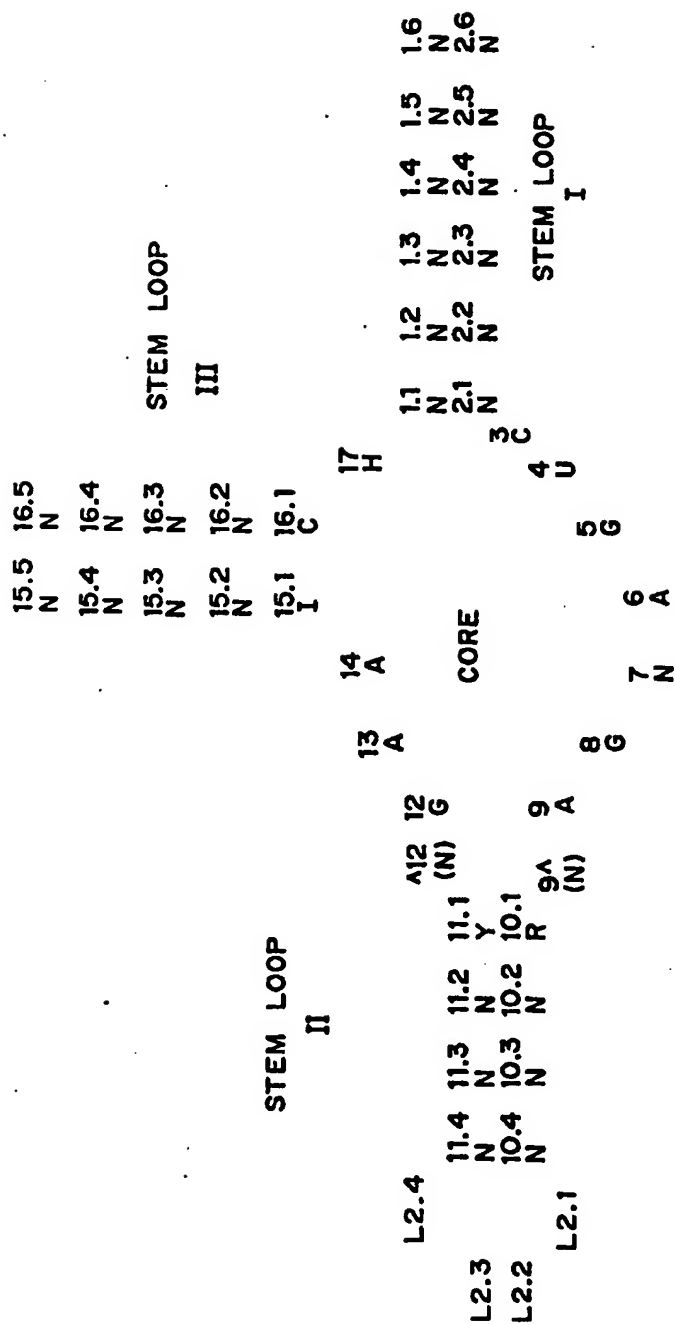 15.5 16.5
N N
15.4 16.4
N N
15.3 16.3
N N
STEM LOOP
III
15.2 16.2
N N
STEM LOOP
II
15.1 16.1
I C
14 17
A H
13
A
L2.4 ^12 12 1.1 1.2 1.3 1.4 1.5 1.6
(N) G N N N N N N
11.4 11.3 11.2 11.1 CORE 2.1 2.2 2.3 2.4 2.5 2.6
L2.3 N N N Y N N N N N N
10.4 10.3 10.2 10.1 3
L2.2 N N N R C
9^ 9 4 STEM LOOP
L2.1 (N) A U I
8 5
G G
7 6
N A